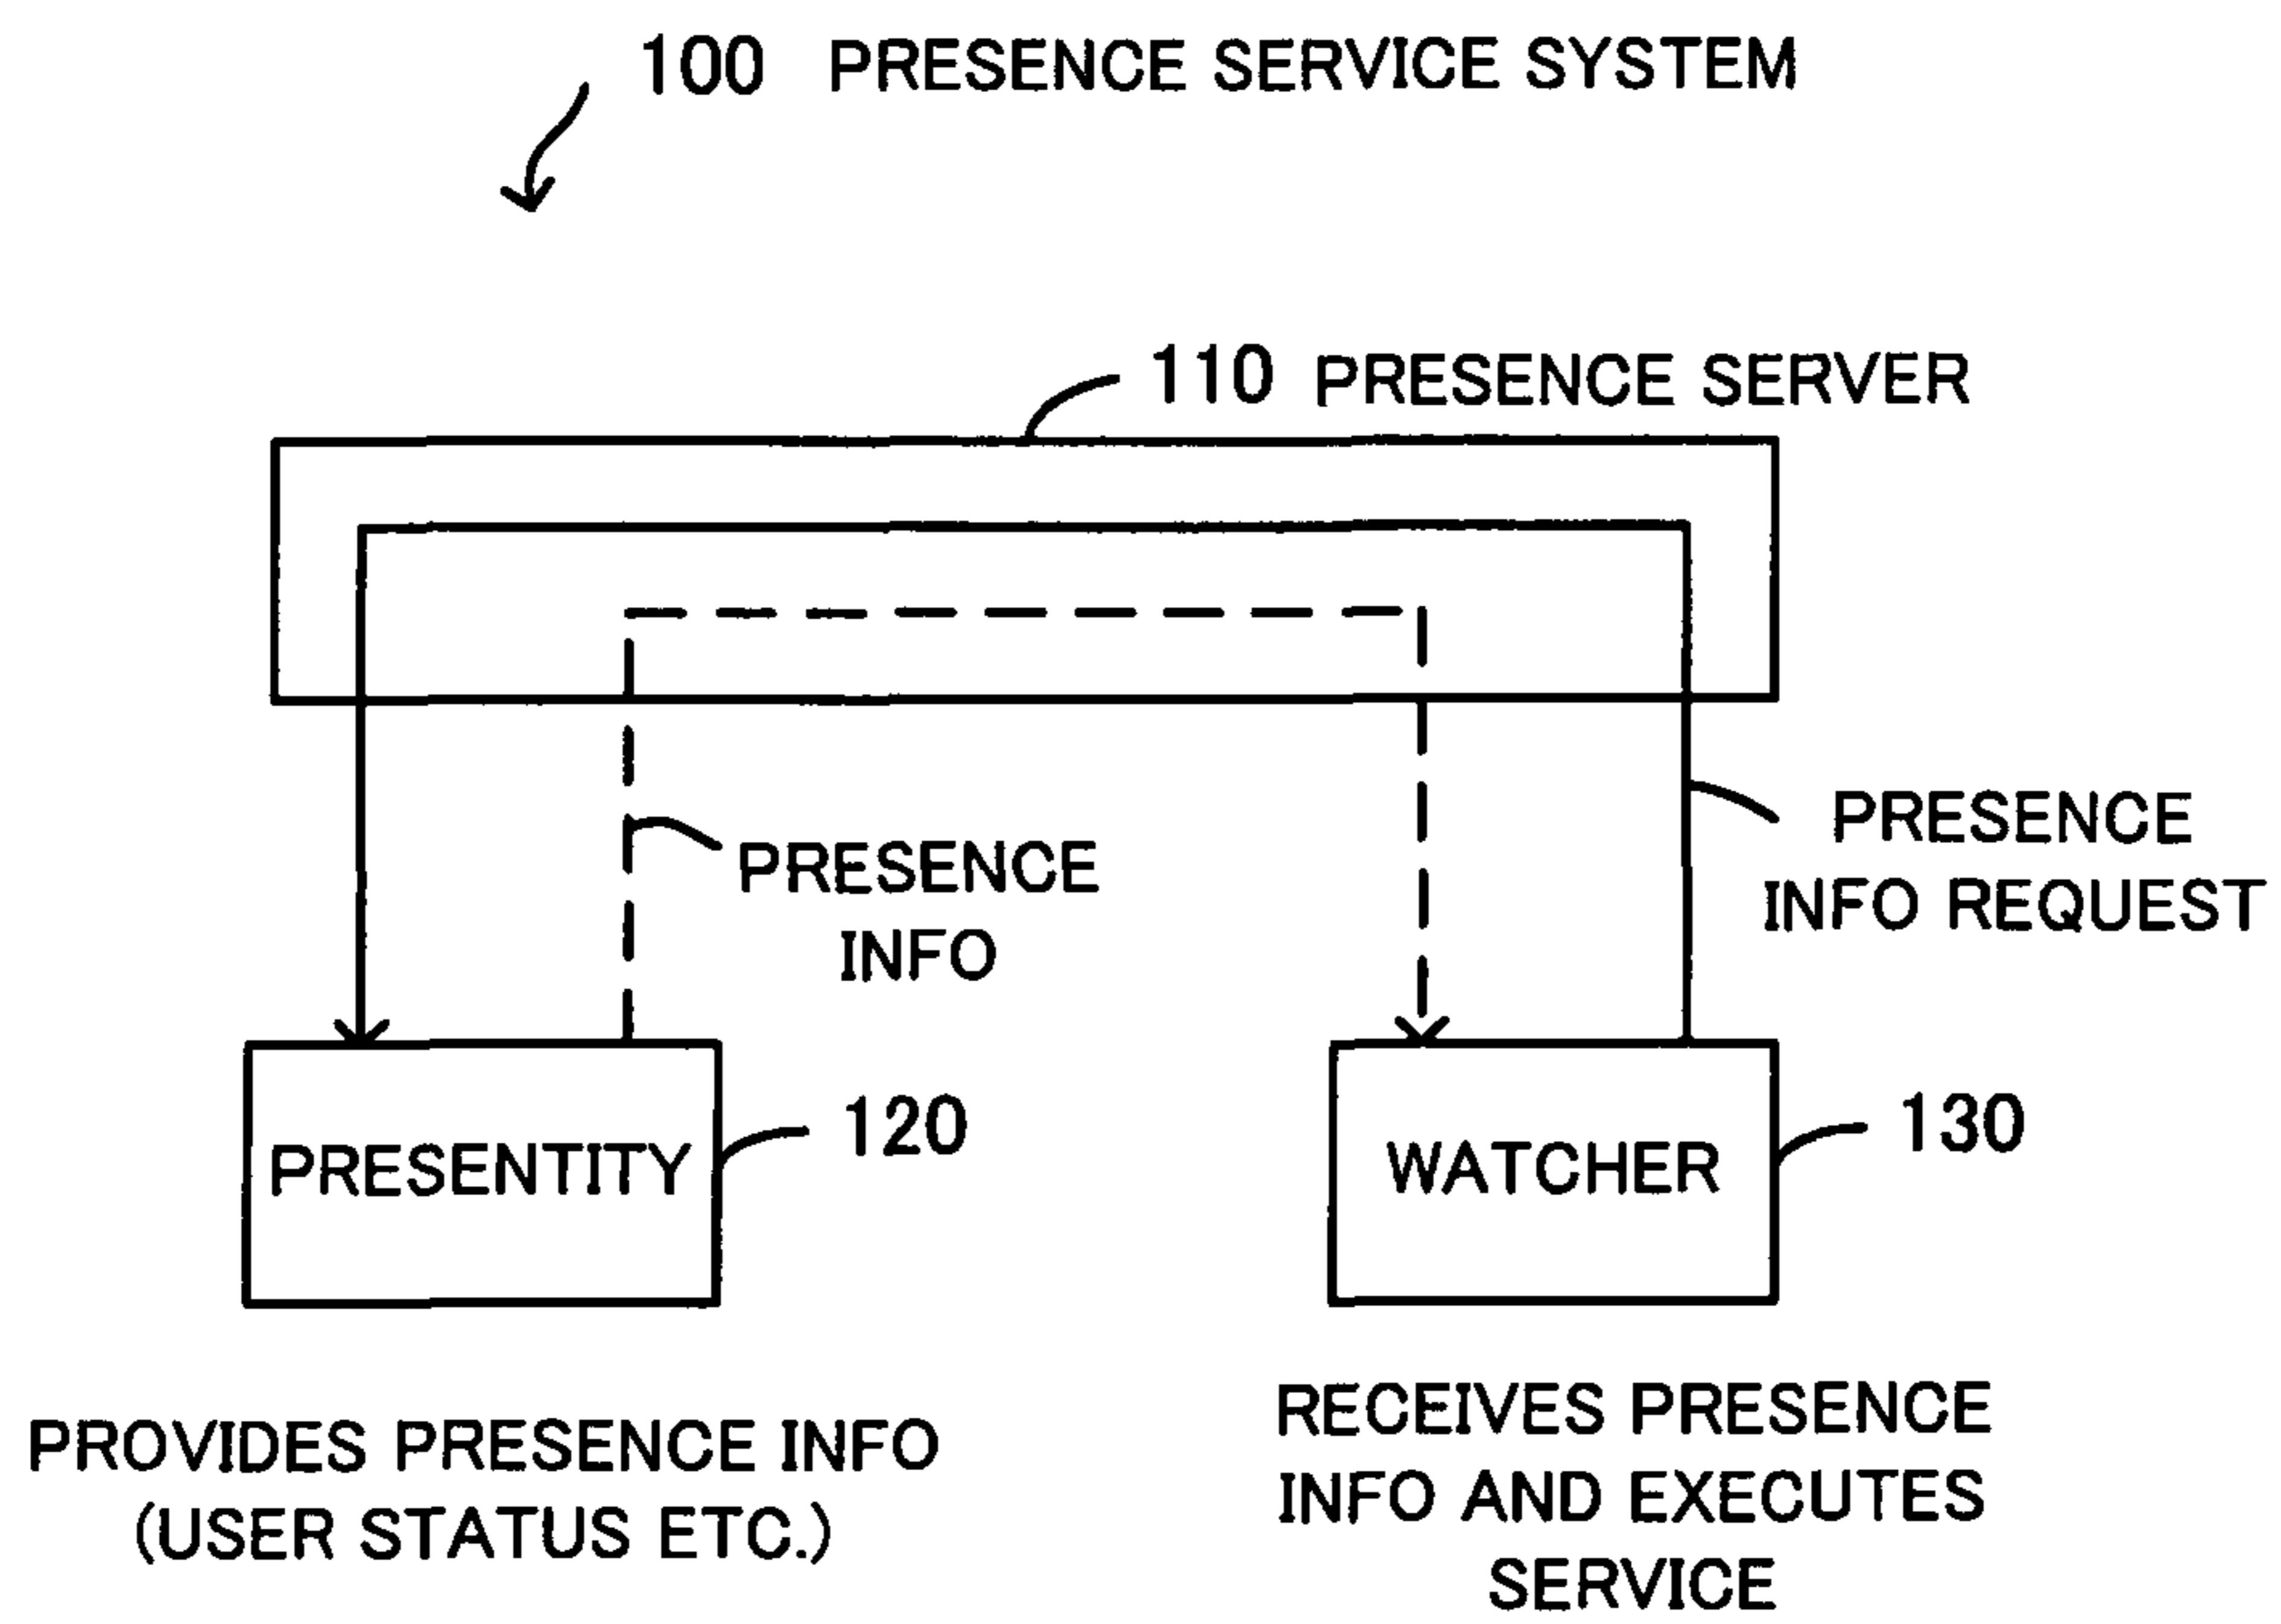 100 PRESENCE SERVICE SYSTEM
110 PRESENCE SERVER
PRESENCE
INFO
PRESENCE
INFO REQUEST
PRESENTITY
120
WATCHER
130
PROVIDES PRESENCE INFO
(USER STATUS ETC.)
RECEIVES PRESENCE
INFO AND EXECUTES
SERVICE